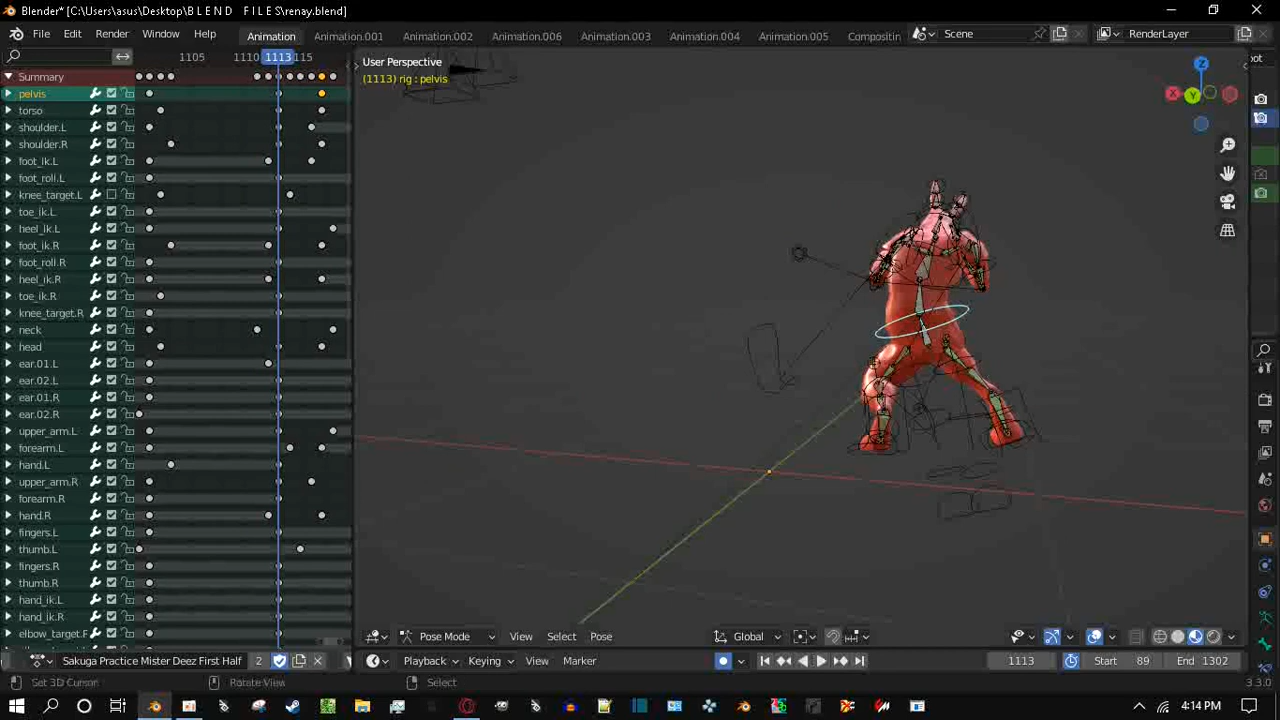 Blender* [C:\Users\asus\Desktop\B L E N D   F I L E S\renay.blend]
File Edit Render Window Help Animation Animation.001 Animation.002 Animation.006 Animation.003 Animation.004 Animation.005 Compositin Scene RenderLayer
1105 1110 1113 115
User Perspective
(1113) rig : pelvis
Summary
pelvis
torso
shoulder.L
shoulder.R
foot_ik.L
foot_roll.L
knee_target.L
toe_ik.L
heel_ik.L
foot_ik.R
foot_roll.R
heel_ik.R
toe_ik.R
knee_target.R
neck
head
ear.01.L
ear.02.L
ear.01.R
ear.02.R
upper_arm.L
forearm.L
hand.L
upper_arm.R
forearm.R
hand.R
fingers.L
thumb.L
fingers.R
thumb.R
hand_ik.L
hand_ik.R
elbow_target.F
Z
X
Y
oot
Pose Mode View Select Pose Global
Sakuga Practice Mister Deez First Half 2 Playback Keying View Marker 1113 Start 89 End 1302
Set 3D Cursor Rotate View Select 3.3.0
4:14 PM